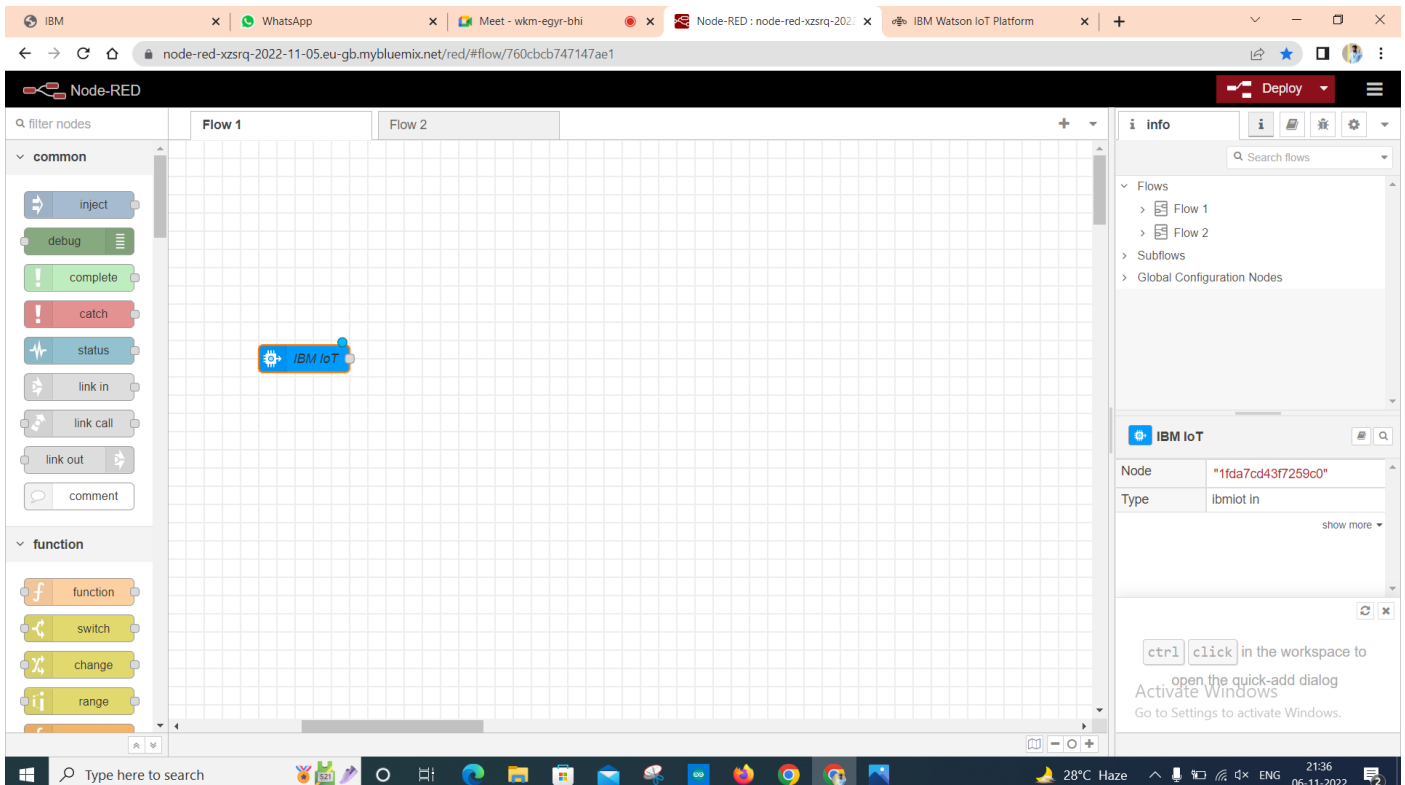 IBM
WhatsApp
Meet - wkm-egyr-bhi
Node-RED : node-red-xzsrq-202
IBM Watson IoT Platform
node-red-xzsrq-2022-11-05.eu-gb.mybluemix.net/red/#flow/760cbcb747147ae1
Node-RED
Deploy
filter nodes
Flow 1
Flow 2
i info
i
Search flows
common
inject
debug
complete
catch
status
link in
link call
link out
comment
function
function
switch
change
range
IBM IoT
Flows
Flow 1
Flow 2
Subflows
Global Configuration Nodes
IBM IoT
Node "1fda7cd43f7259c0"
Type ibmiot in
show more
ctrl click in the workspace to
open the quick-add dialog
Activate Windows
Go to Settings to activate Windows.
Type here to search
521
28°C Haze
ENG
21:36
06-11-2022
2